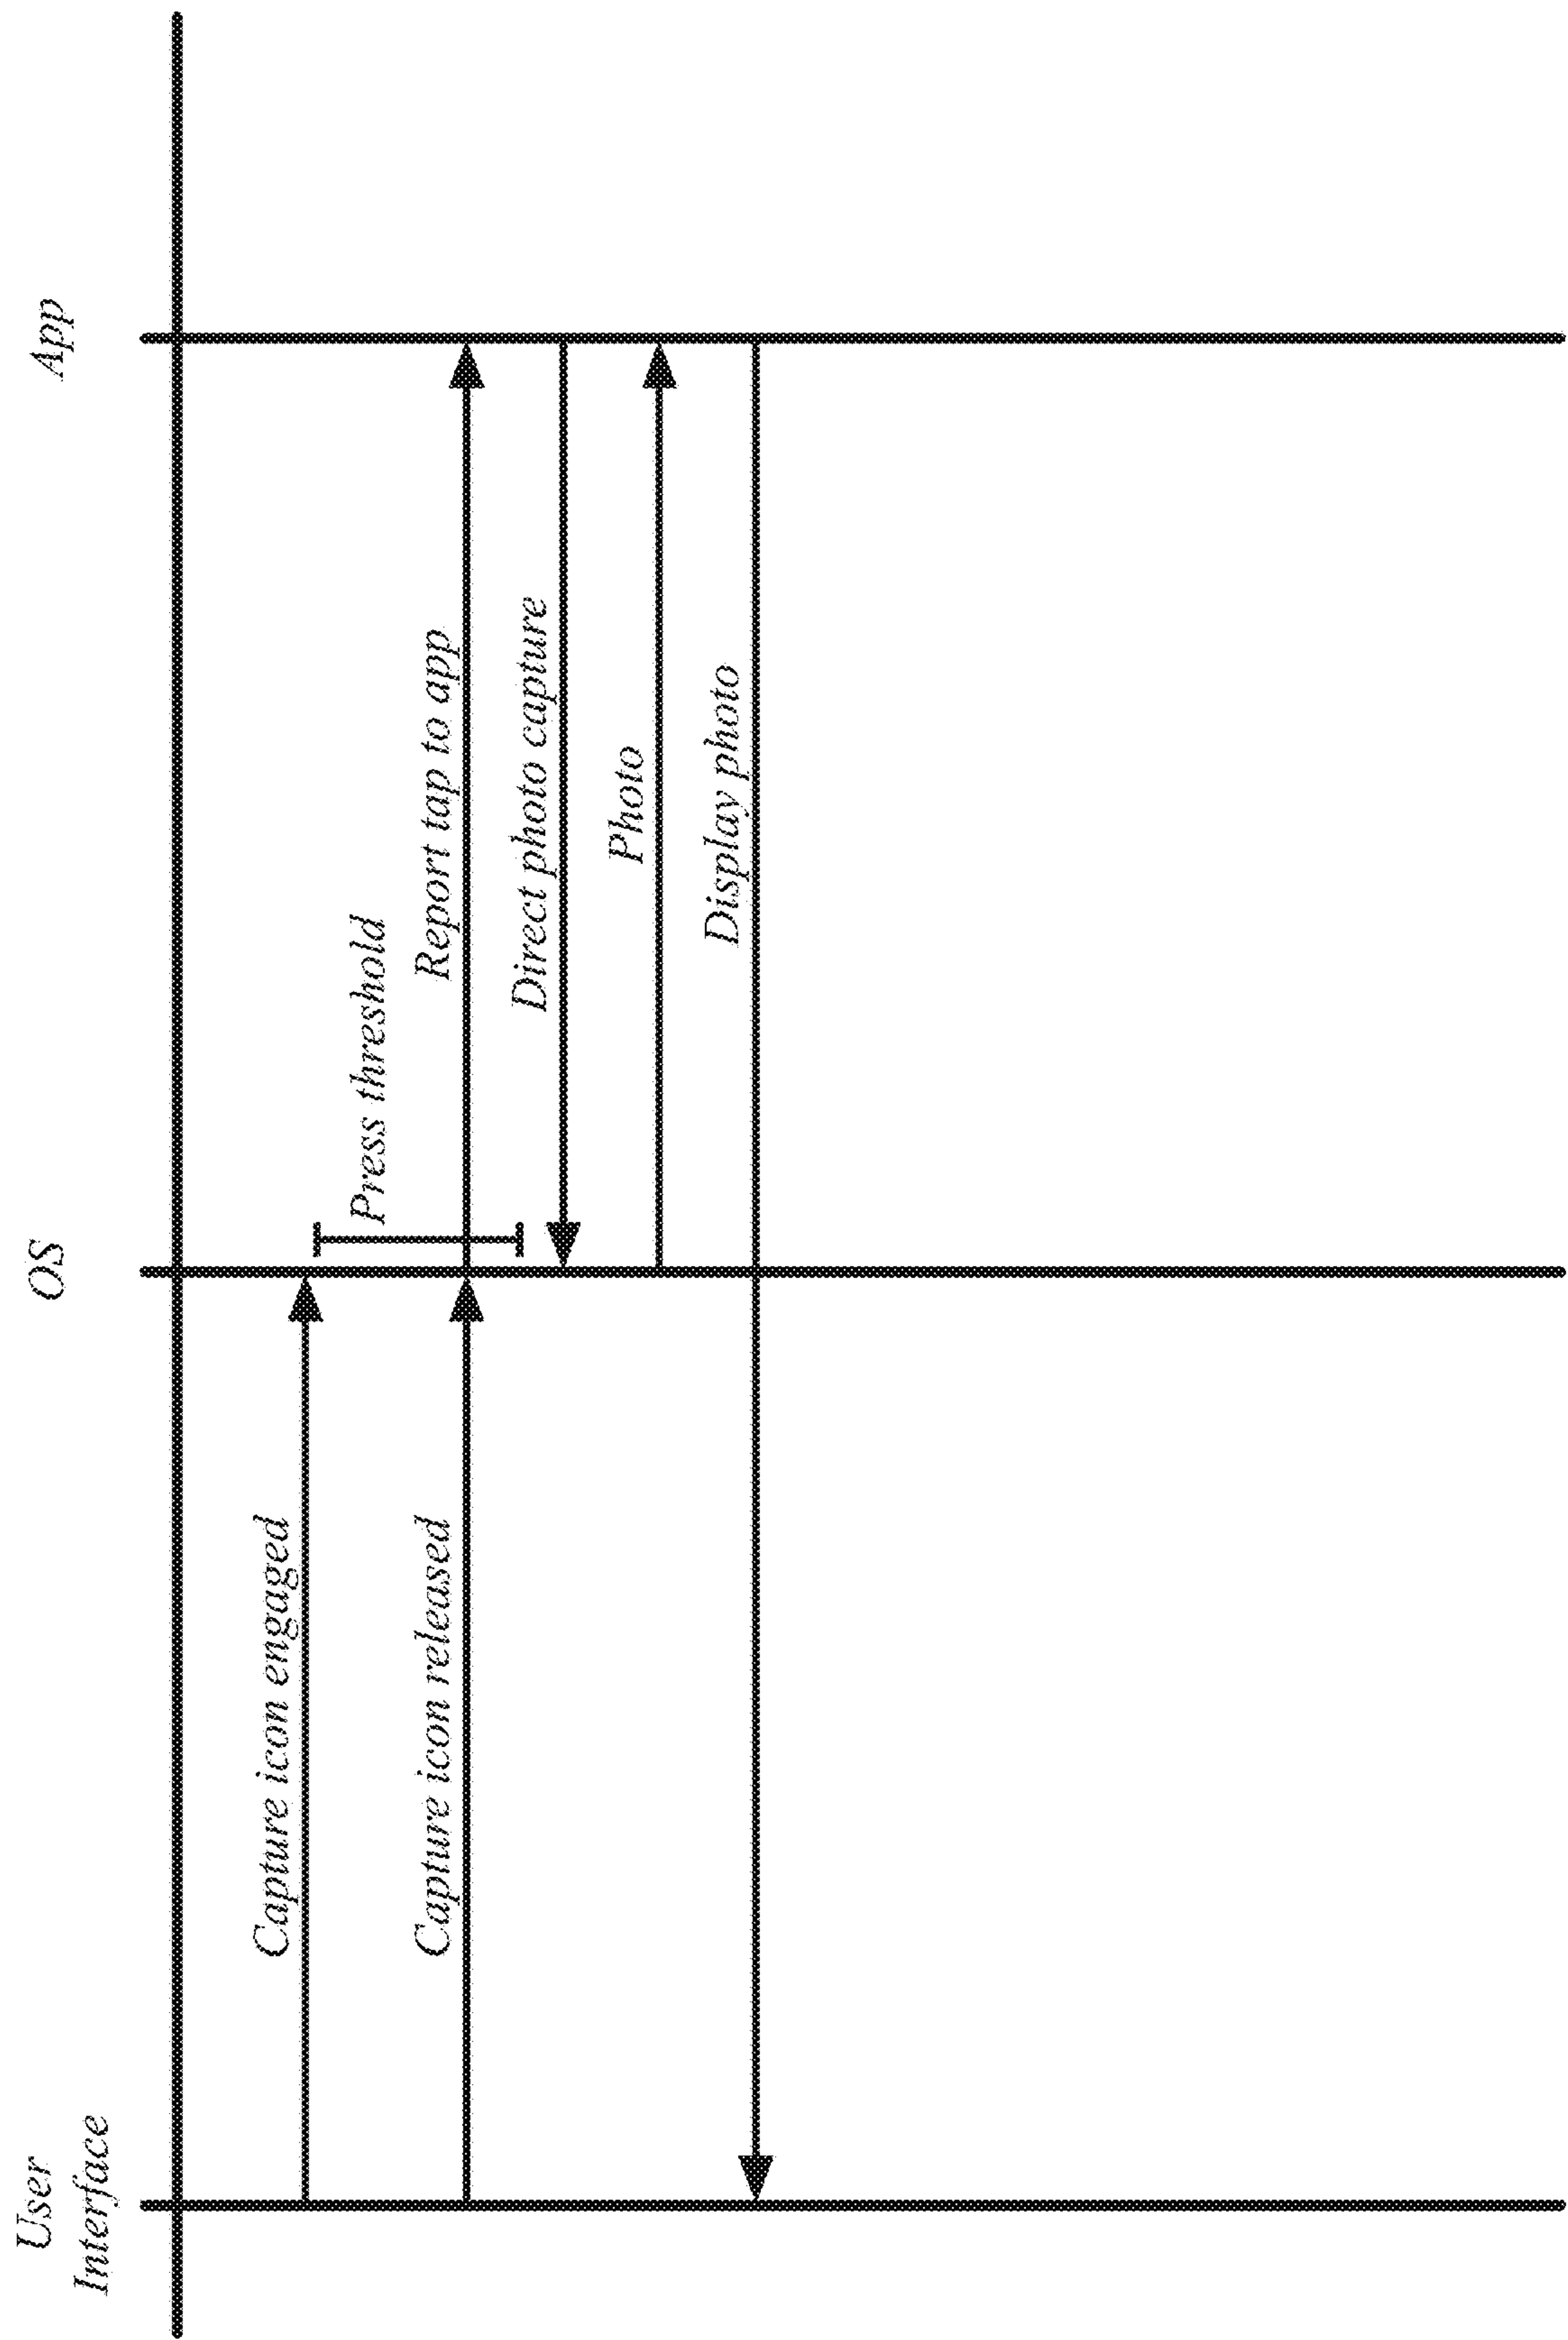 User
Interface
OS
App
Capture icon engaged
Press threshold
Capture icon released
Report tap to app
Direct photo capture
Photo
Display photo